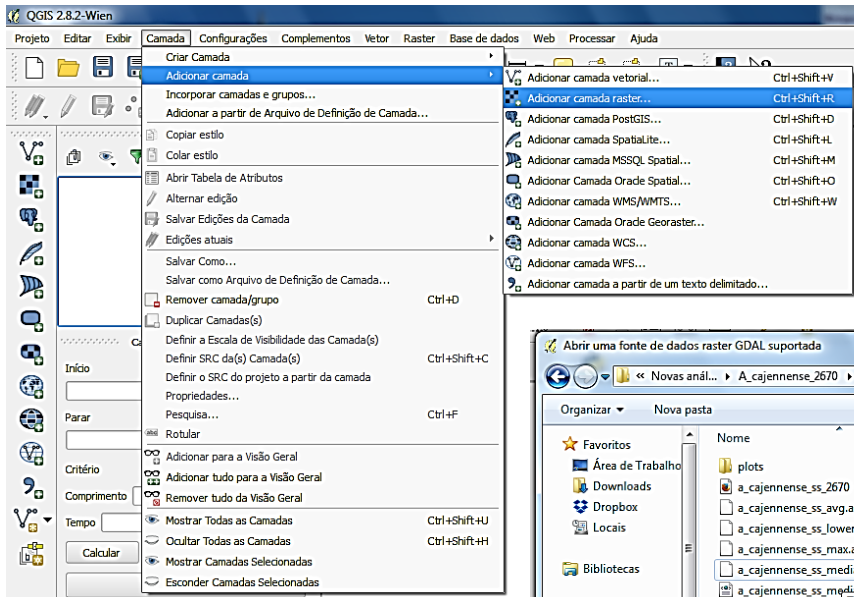 QGIS 2.8.2-Wien
Projeto Editar Exibir Camada Configurações Complementos Vetor Raster Base de dados Web Processar Ajuda
Criar Camada
Adicionar camada
Incorporar camadas e grupos...
Adicionar a partir de Arquivo de Definição de Camada...
Copiar estilo
Colar estilo
Abrir Tabela de Atributos
Alternar edição
Salvar Edições da Camada
Edições atuais
Salvar Como...
Salvar como Arquivo de Definição de Camada...
Remover camada/grupo Ctrl+D
Duplicar Camadas(s)
Definir a Escala de Visibilidade das Camada(s)
Definir SRC da(s) Camada(s) Ctrl+Shift+C
Definir o SRC do projeto a partir da camada
Propriedades...
Pesquisa... Ctrl+F
abc Rotular
Adicionar para a Visão Geral
Adicionar tudo para a Visão Geral
Remover tudo da Visão Geral
Mostrar Todas as Camadas Ctrl+Shift+U
Ocultar Todas as Camadas Ctrl+Shift+H
Mostrar Camadas Selecionadas
Esconder Camadas Selecionadas
Adicionar camada vetorial... Ctrl+Shift+V
Adicionar camada raster... Ctrl+Shift+R
Adicionar camada PostGIS... Ctrl+Shift+D
Adicionar camada SpatiaLite... Ctrl+Shift+L
Adicionar camada MSSQL Spatial... Ctrl+Shift+M
Adicionar Camada Oracle Spatial... Ctrl+Shift+O
Adicionar camada WMS/WMTS... Ctrl+Shift+W
Adicionar Camada Oracle Georaster...
Adicionar camada WCS...
Adicionar camada WFS...
Adicionar camada a partir de um texto delimitado...
Ca
Início
Parar
Critério
Comprimento
Tempo
Calcular
Abrir uma fonte de dados raster GDAL suportada
« Novas anál... A_cajennense_2670
Organizar Nova pasta
Favoritos
Área de Trabalho
Downloads
Dropbox
Locais
Bibliotecas
Nome
plots
a_cajennense_ss_2670
a_cajennense_ss_avg.a
a_cajennense_ss_lower
a_cajennense_ss_max.a
a_cajennense_ss_medi
a_cajennense_ss_medi